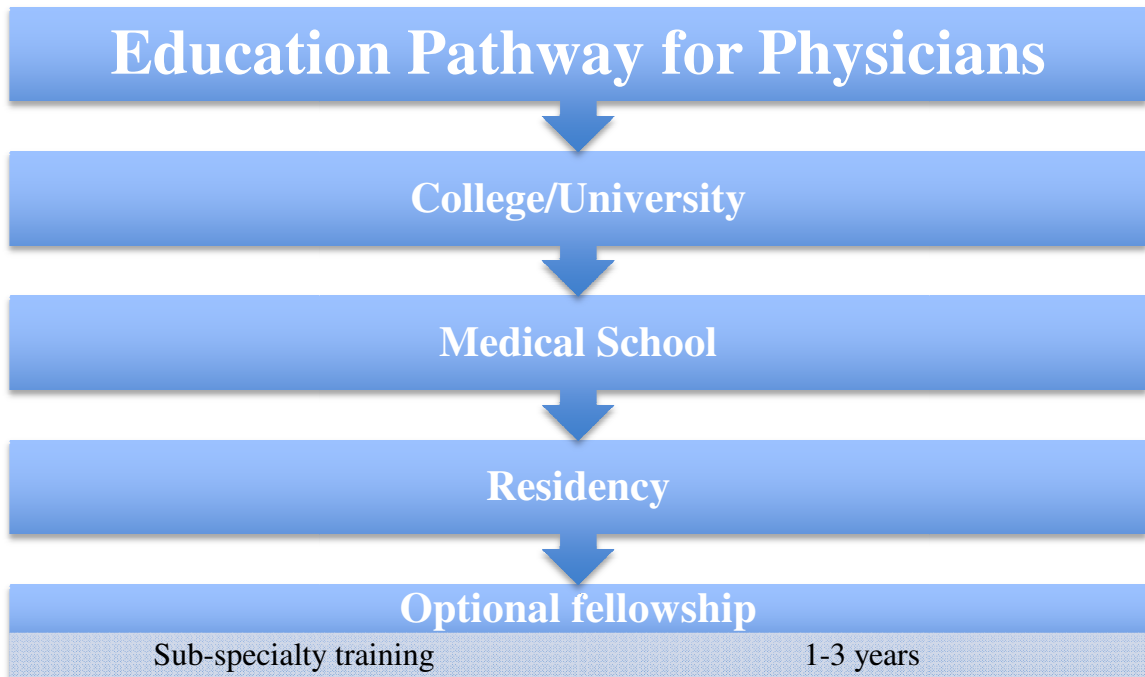 Education Pathway for Physicians
College/University
Medical School
Residency
Optional fellowship
Sub-specialty training 1-3 years